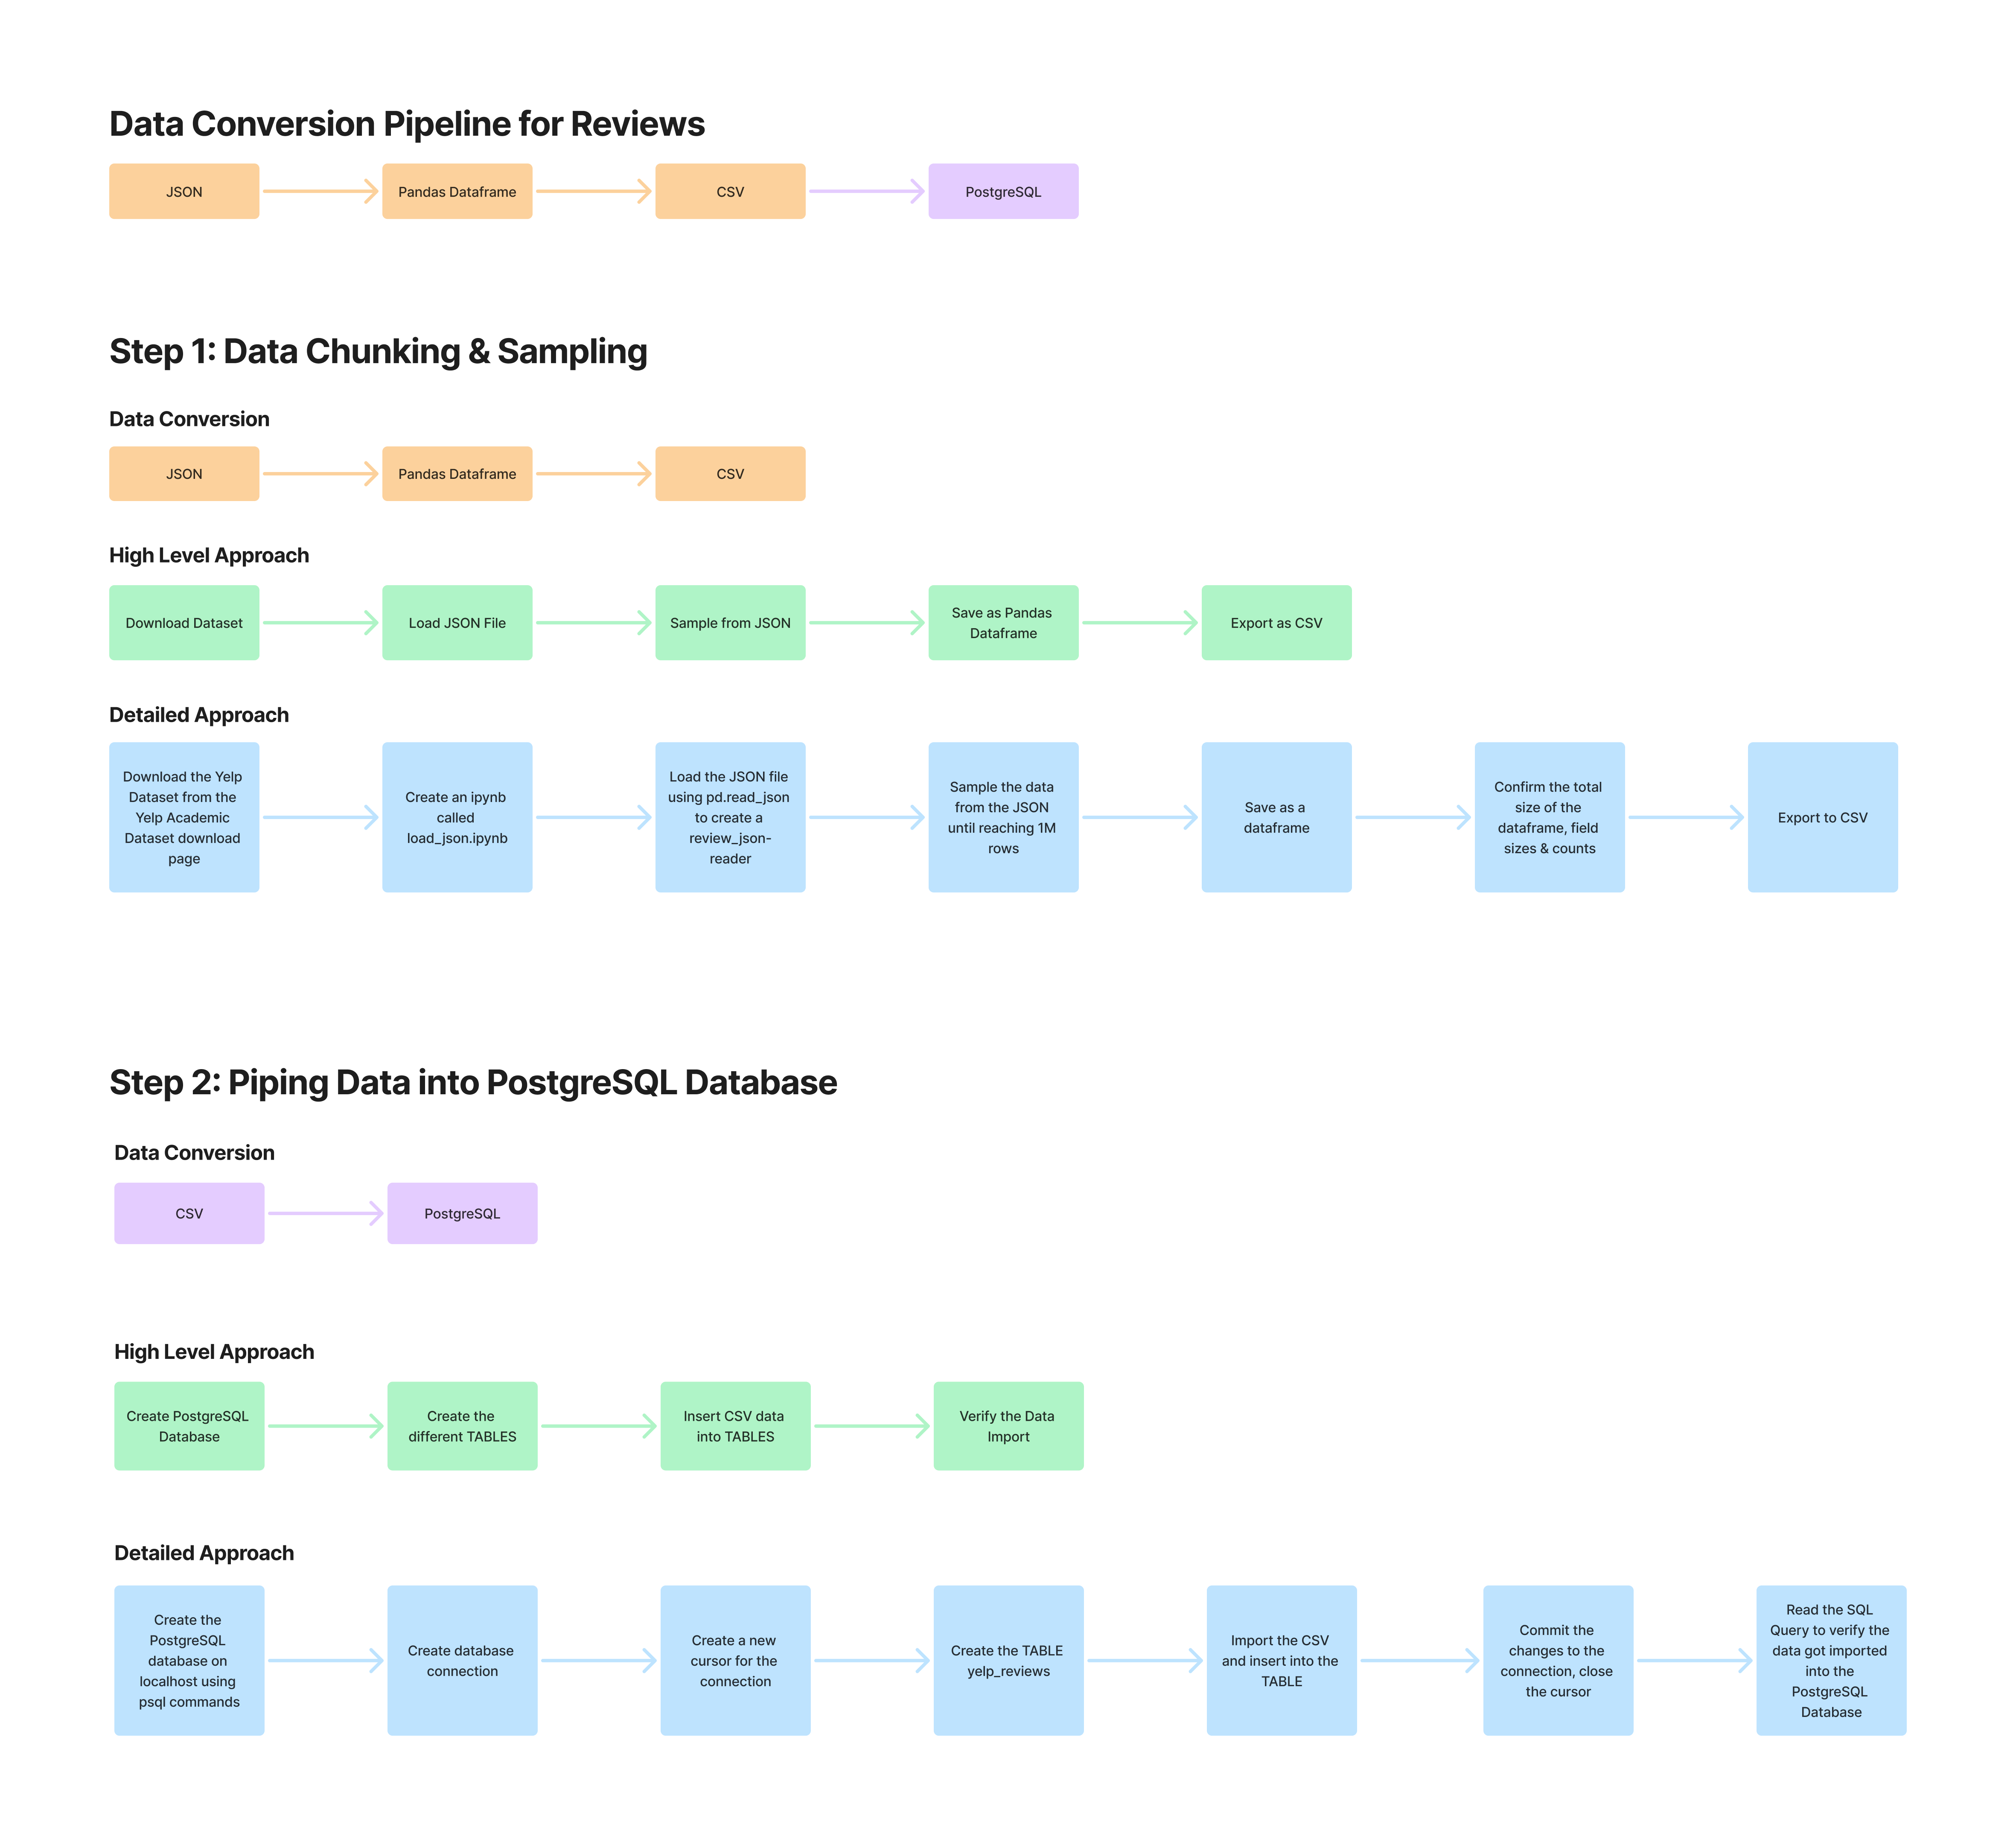 Data Conversion Pipeline for Reviews
JSON
Pandas Dataframe
CSV
PostgreSQL
Step 1: Data Chunking & Sampling
Data Conversion
JSON
Pandas Dataframe
CSV
High Level Approach
Download Dataset
Load JSON File
Sample from JSON
Save as Pandas
Dataframe
Export as CSV
Detailed Approach
Download the Yelp
Dataset from the
Yelp Academic
Dataset download
page
Create an ipynb
called
load_json.ipynb
Load the JSON file
using pd.read_json
to create a
review_json-
reader
Sample the data
from the JSON
until reaching 1M
rows
Save as a
dataframe
Confirm the total
size of the
dataframe, field
sizes & counts
Export to CSV
Step 2: Piping Data into PostgreSQL Database
Data Conversion
CSV
PostgreSQL
High Level Approach
Create PostgreSQL
Database
Create the
different TABLES
Insert CSV data
into TABLES
Verify the Data
Import
Detailed Approach
Create the
PostgreSQL
database on
localhost using
psql commands
Create database
connection
Create a new
cursor for the
connection
Create the TABLE
yelp_reviews
Import the CSV
and insert into the
TABLE
Commit the
changes to the
connection, close
the cursor
Read the SQL
Query to verify the
data got imported
into the
PostgreSQL
Database